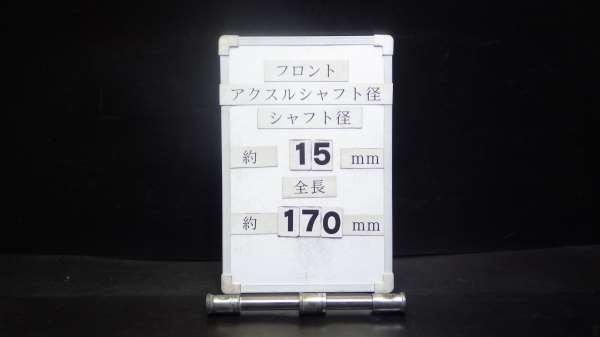 フロント
アクスルシャフト径
シャフト径
約 15 mm
全長
約 170 mm